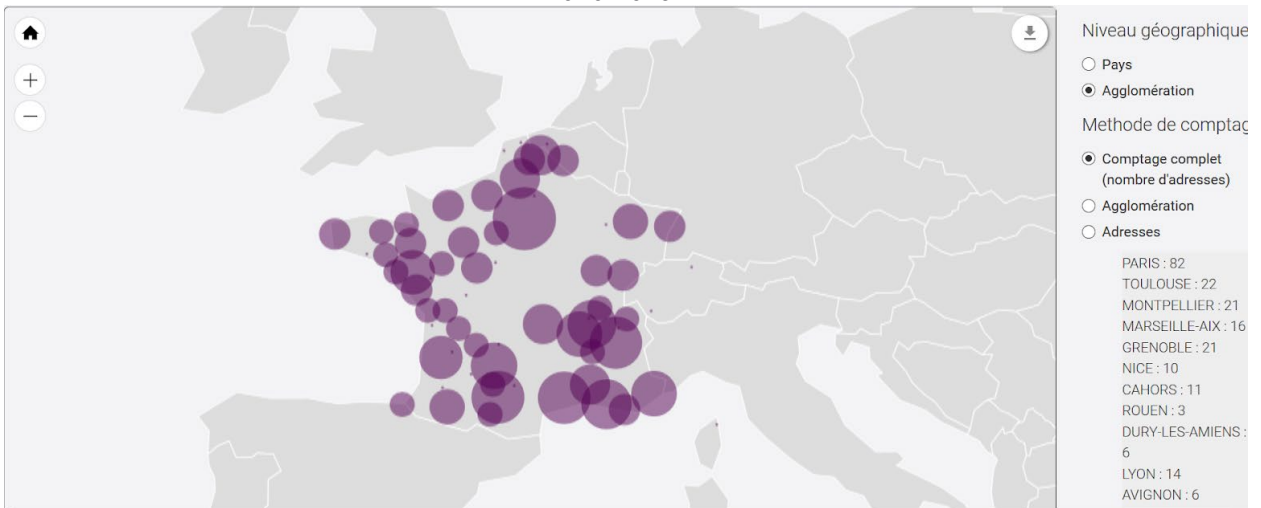 Niveau géographique
Pays
Agglomération
Methode de comptag
Comptage complet
(nombre d'adresses)
Agglomération
Adresses
PARIS : 82
TOULOUSE : 22
MONTPELLIER : 21
MARSEILLE-AIX : 16
GRENOBLE : 21
NICE : 10
CAHORS : 11
ROUEN : 3
DURY-LES-AMIENS :
6
LYON : 14
AVIGNON : 6